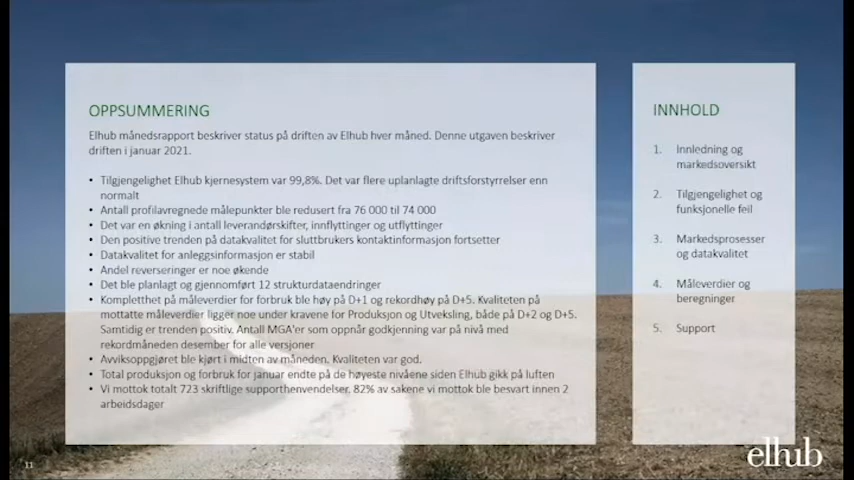 OPPSUMMERING
Elhub månedsrapport beskriver status på driften av Elhub hver måned. Denne utgaven beskriver
driften i januar 2021.
• Tilgjengelighet Elhub kjernesystem var 99,8%. Det var flere uplanlagte driftsforstyrrelser enn
normalt
• Antall profilavregnede målepunkter ble redusert fra 76 000 til 74 000
• Det var en økning i antall leverandørskifter, innflyttinger og utflyttinger
• Den positive trenden på datakvalitet for sluttbrukers kontaktinformasjon fortsetter
• Datakvalitet for anleggsinformasjon er stabil
• Andel reverseringer er noe økende
• Det ble planlagt og gjennomført 12 strukturdataendringer
• Kompletthet på måleverdier for forbruk ble høy på D+1 og rekordhøy på D+5. Kvaliteten på
mottatte måleverdier ligger noe under kravene for Produksjon og Utveksling, både på D+2 og D+5.
Samtidig er trenden positiv. Antall MGA'er som oppnår godkjenning var på nivå med
rekordmåneden desember for alle versjoner
• Avviksoppgjøret ble kjørt i midten av måneden. Kvaliteten var god.
• Total produksjon og forbruk for januar endte på de høyeste nivåene siden Elhub gikk på luften
• Vi mottok totalt 723 skriftlige supporthenvendelser. 82% av sakene vi mottok ble besvart innen 2
arbeidsdager
INNHOLD
1. Innledning og
markedsoversikt
2. Tilgjengelighet og
funksjonelle feil
3. Markedsprosesser
og datakvalitet
4. Måleverdier og
beregninger
5. Support
11
elhub